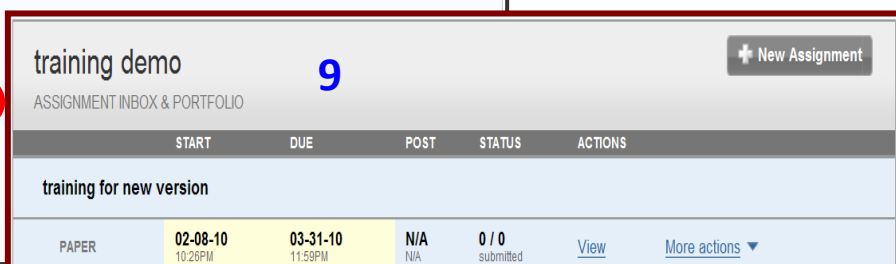 training demo
9
New Assignment
ASSIGNMENT INBOX & PORTFOLIO
START DUE POST STATUS ACTIONS
training for new version
PAPER 02-08-10 03-31-10 N/A 0 / 0 View More actions
10:26PM 11:59PM N/A submitted